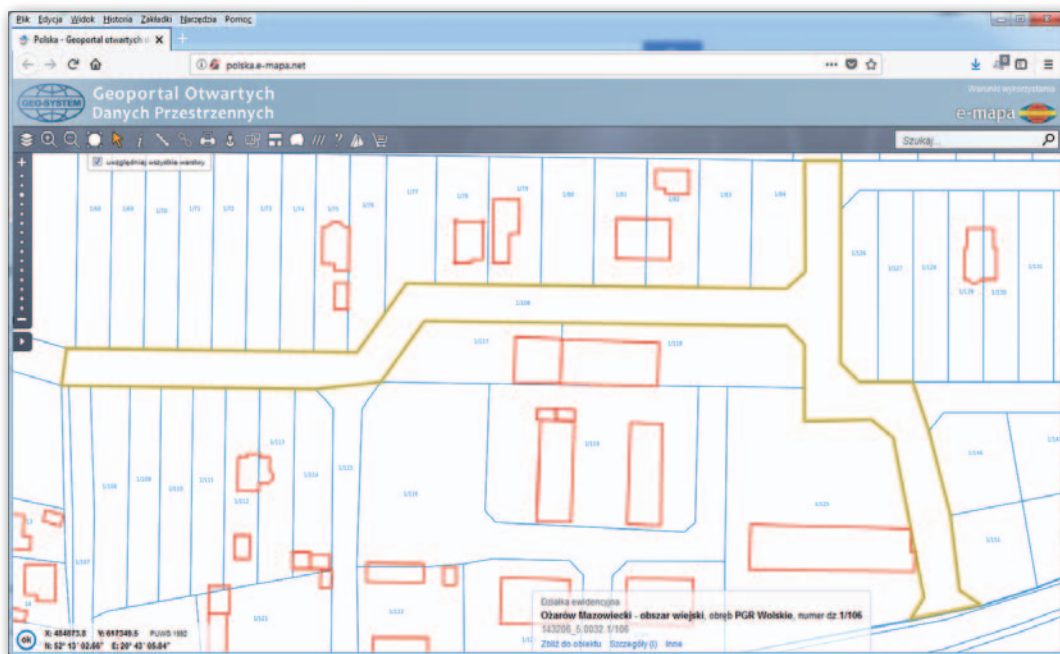 Plik Edycja Widok Historia Zakładki Narzędzia Pomoc
Polska - Geoportal otwartych d
polska.e-mapa.net
GEO-SYSTEM
Geoportal Otwartych
Danych Przestrzennych
Warunki wykorzystania
e-mapa
Szukaj...
uwzględniaj wszystkie warstwy
1/68 1/69 1/70 1/71 1/72 1/73 1/74 1/75 1/76 1/77 1/78 1/79 1/80 1/81 1/82 1/83 1/84
1/126 1/127 1/128 1/129 1/130 1/131
1/106
1/117 1/118
1/108 1/109 1/110 1/111 1/112 1/113 1/114 1/115
1/116 1/119 1/125
1/107
1/121 1/122
Działka ewidencyjna
Ożarów Mazowiecki - obszar wiejski, obręb PGR Wolskie, numer dz.1/106
143206_5.0032.1/106
Zbliż do obiektu Szczegóły (i) Inne
ok
X: 484873.8 Y: 617349.5 PUWG 1992
N: 52° 13' 02.66" E: 20° 43' 05.84"